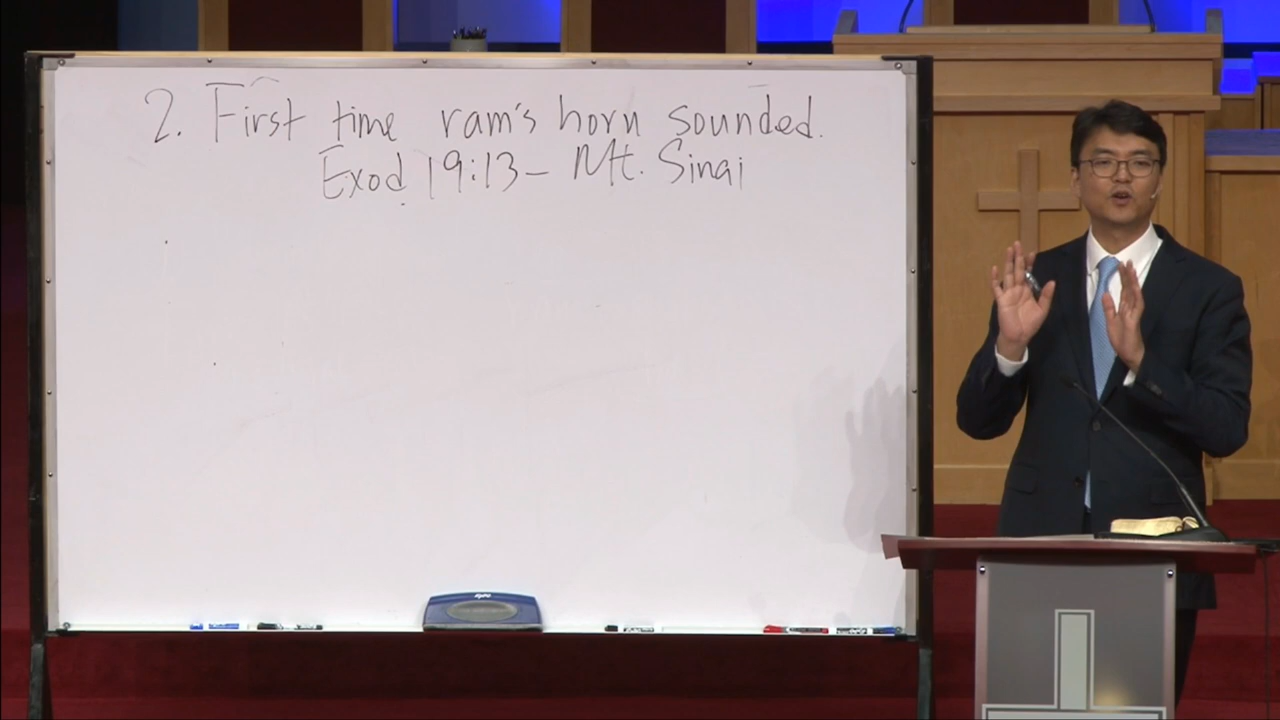 2. First time ram's horn sounded.
Exod 19:13 - Mt. Sinai